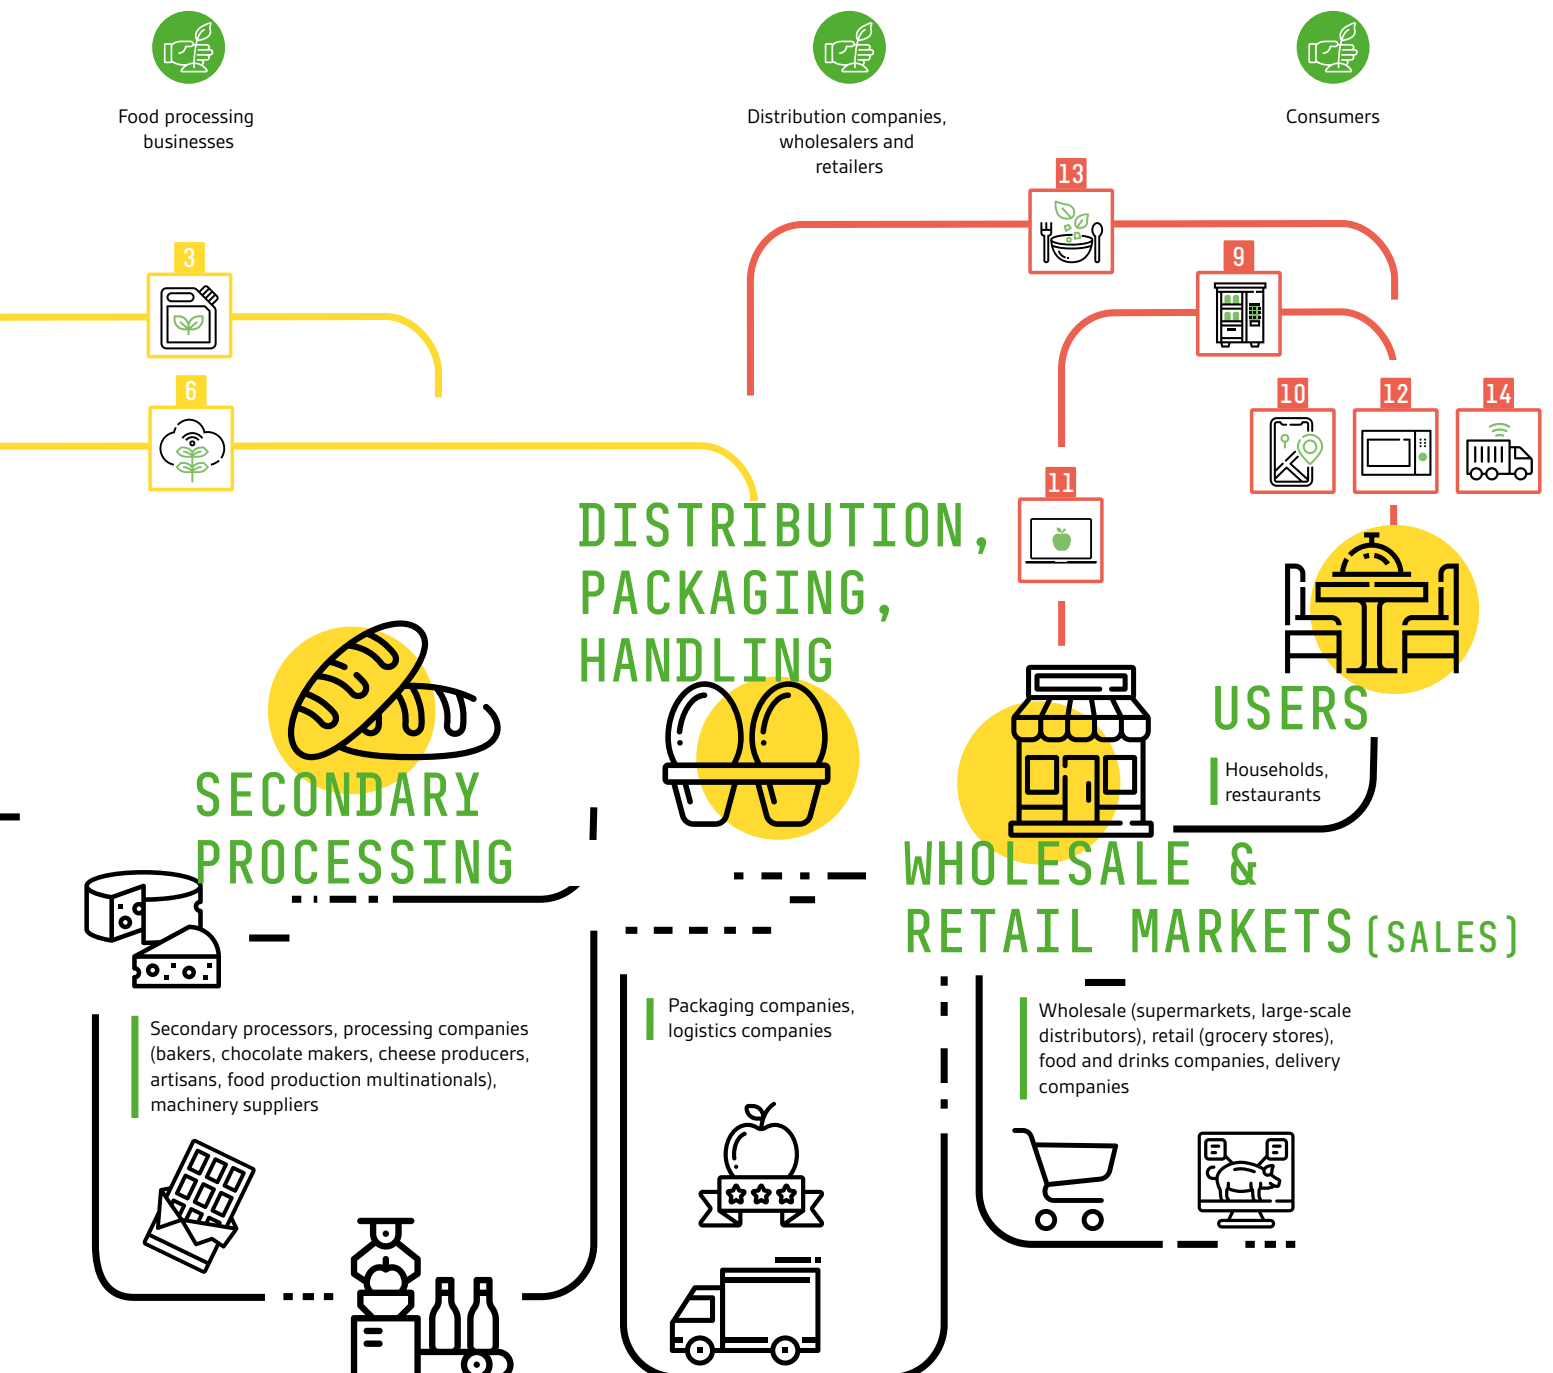 Food processing
businesses
Distribution companies,
wholesalers and
retailers
Consumers
13
3
9
6
10
12
14
11
DISTRIBUTION,
PACKAGING,
HANDLING
USERS
Households,
restaurants
SECONDARY
PROCESSING
WHOLESALE &
RETAIL MARKETS (SALES)
Secondary processors, processing companies
(bakers, chocolate makers, cheese producers,
artisans, food production multinationals),
machinery suppliers
Packaging companies,
logistics companies
Wholesale (supermarkets, large-scale
distributors), retail (grocery stores),
food and drinks companies, delivery
companies